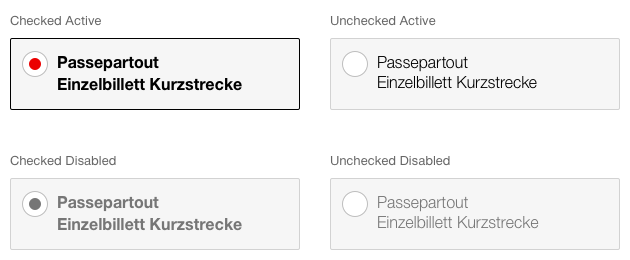 Checked Active
Passepartout
Einzelbillett Kurzstrecke
Unchecked Active
Passepartout
Einzelbillett Kurzstrecke
Checked Disabled
Passepartout
Einzelbillett Kurzstrecke
Unchecked Disabled
Passepartout
Einzelbillett Kurzstrecke